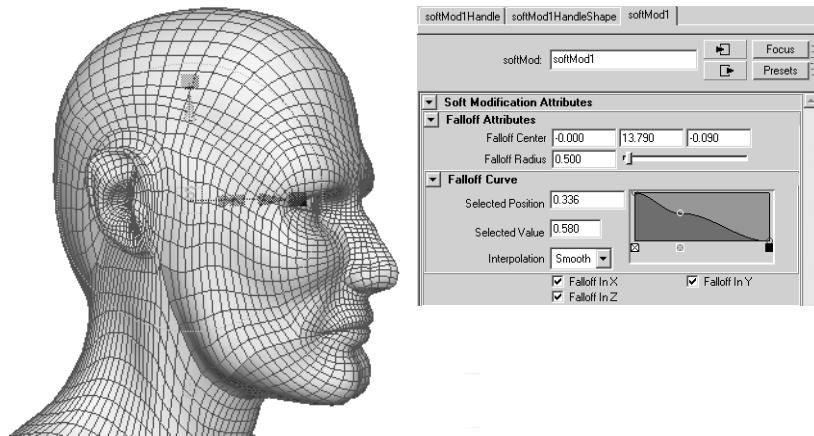 softMod1Handle softMod1HandleShape softMod1
softMod: softMod1 Focus
Presets
Soft Modification Attributes
Falloff Attributes
Falloff Center -0.000 13.790 -0.090
Falloff Radius 0.500
Falloff Curve
Selected Position 0.336
Selected Value 0.580
Interpolation Smooth
Falloff In X Falloff In Y
Falloff In Z